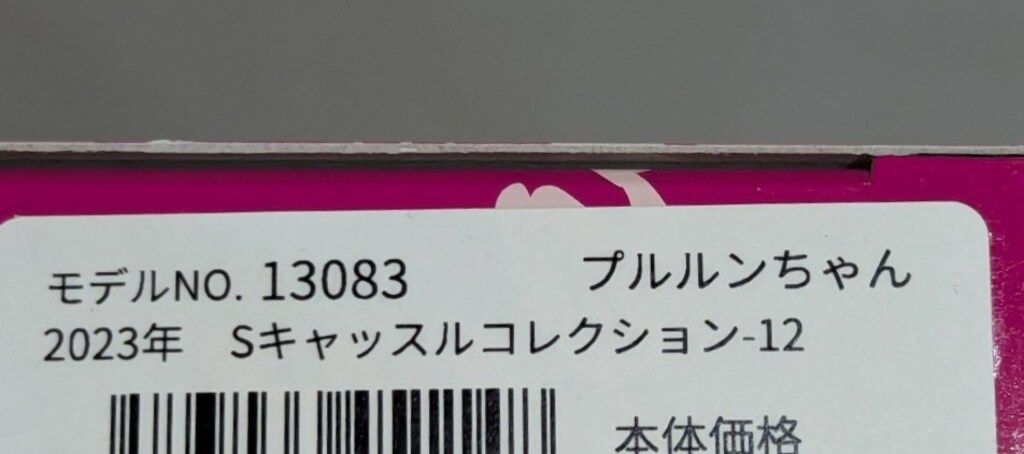 モデルNO. 13083 プルルンちゃん
2023年 Sキャッスルコレクション-12
本体価格